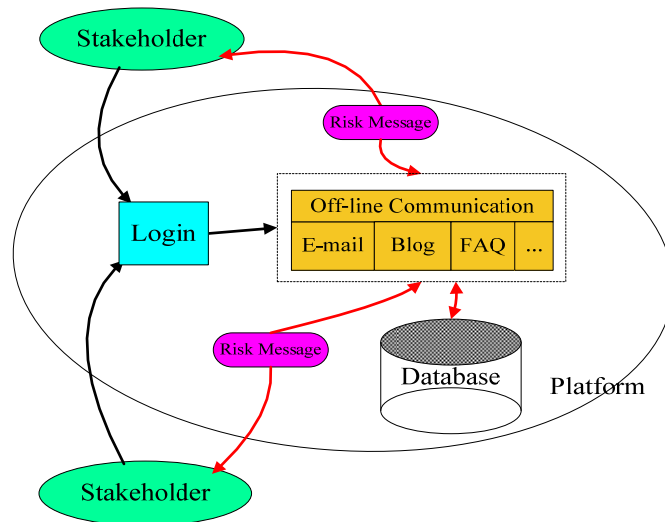 Stakeholder
Risk Message
Off-line Communication
Login
E-mail Blog FAQ ...
Risk Message
Database
Platform
Stakeholder